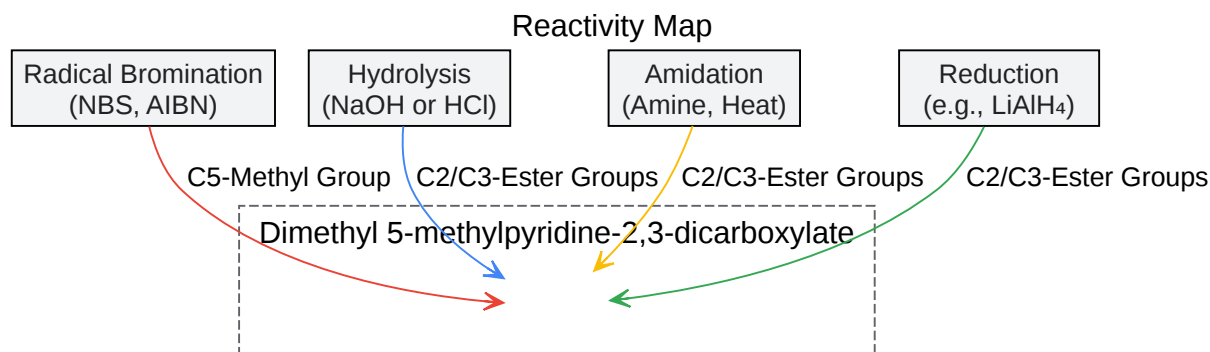 Reactivity Map
Radical Bromination
(NBS, AIBN)
Hydrolysis
(NaOH or HCl)
Amidation
(Amine, Heat)
Reduction
(e.g., LiAlH₄)
C5-Methyl Group
C2/C3-Ester Groups
C2/C3-Ester Groups
C2/C3-Ester Groups
Dimethyl 5-methylpyridine-2,3-dicarboxylate